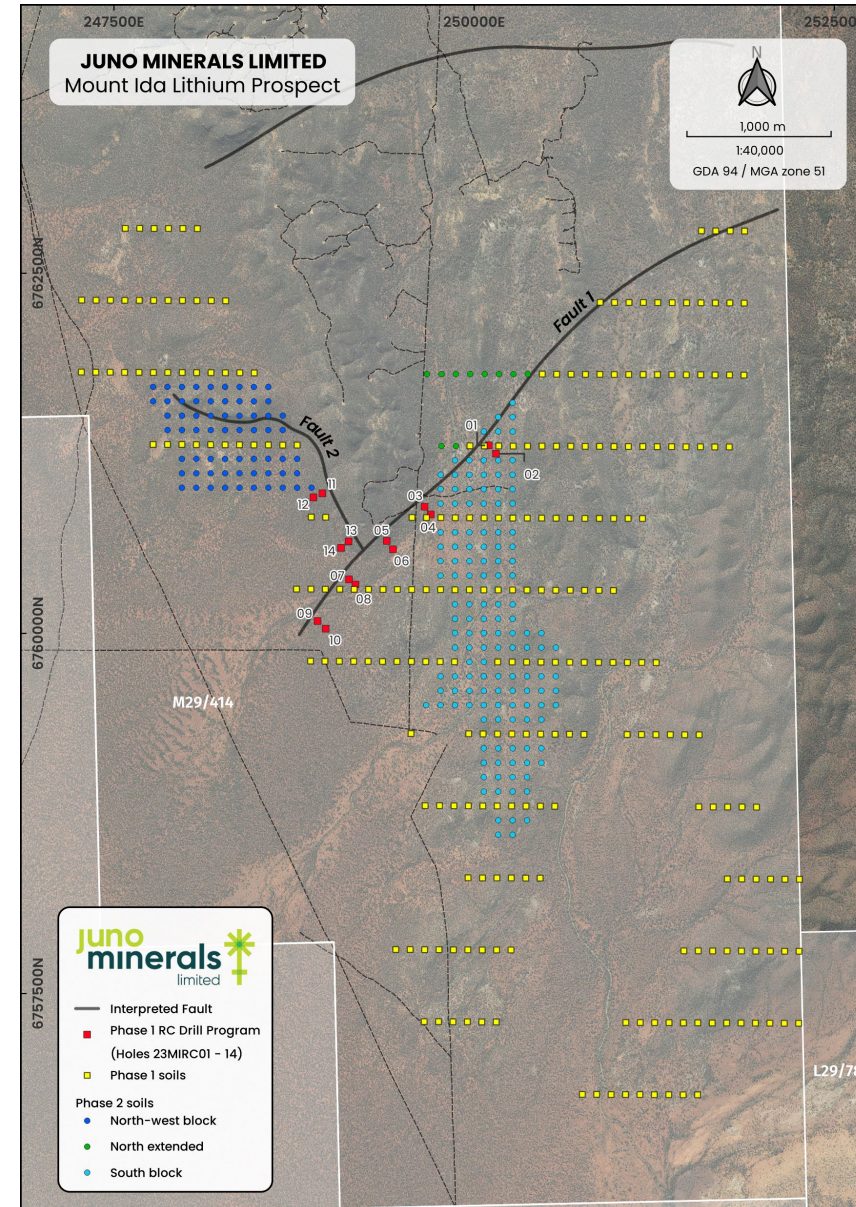 247500E
250000E
252500
JUNO MINERALS LIMITED
Mount Ida Lithium Prospect
N
1,000 m
1:40,000
GDA 94 / MGA zone 51
6762500N
Fault 1
Fault 2
01
02
03
04
11
12
13
14
05
06
07
08
09
10
6760000N
M29/414
6757500N
L29/78
juno
minerals
limited
Interpreted Fault
Phase 1 RC Drill Program
(Holes 23MIRC01 - 14)
Phase 1 soils
Phase 2 soils
North-west block
North extended
South block